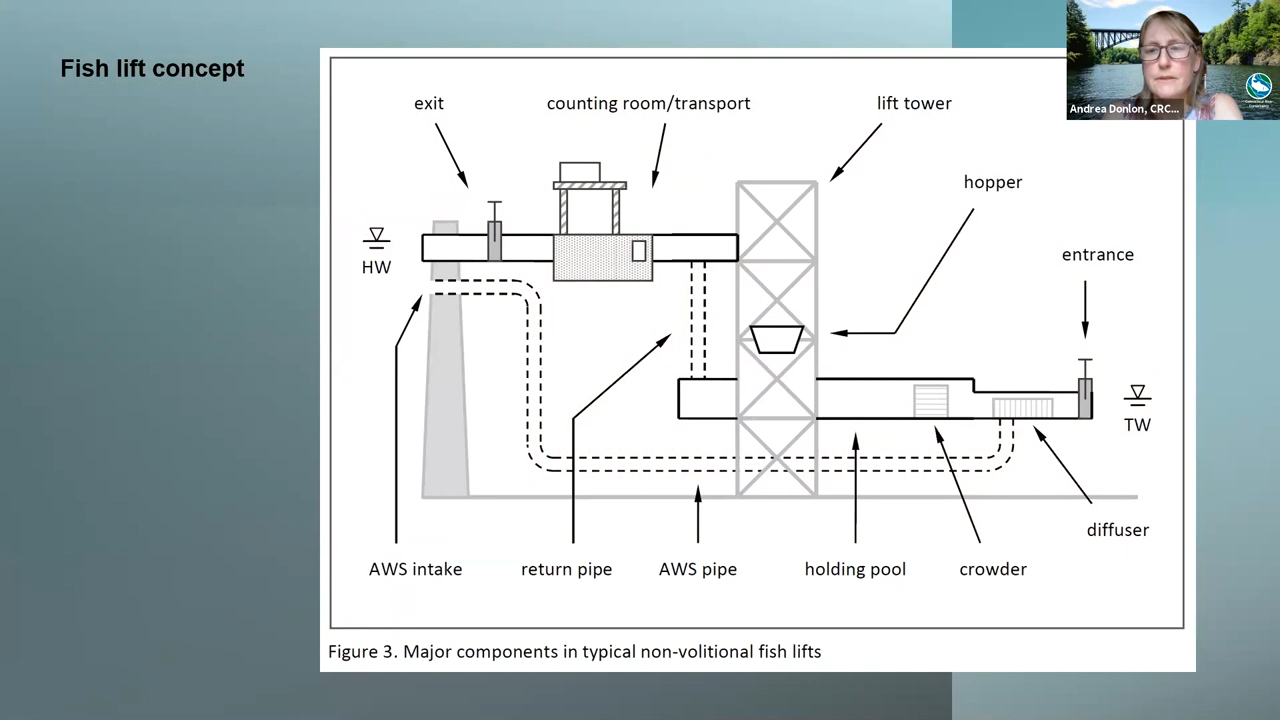 Fish lift concept
exit
counting room/transport
lift tower
hopper
entrance
HW
TW
diffuser
AWS intake
return pipe
AWS pipe
holding pool
crowder
Figure 3. Major components in typical non-volitional fish lifts
Andrea Donlon, CRC...